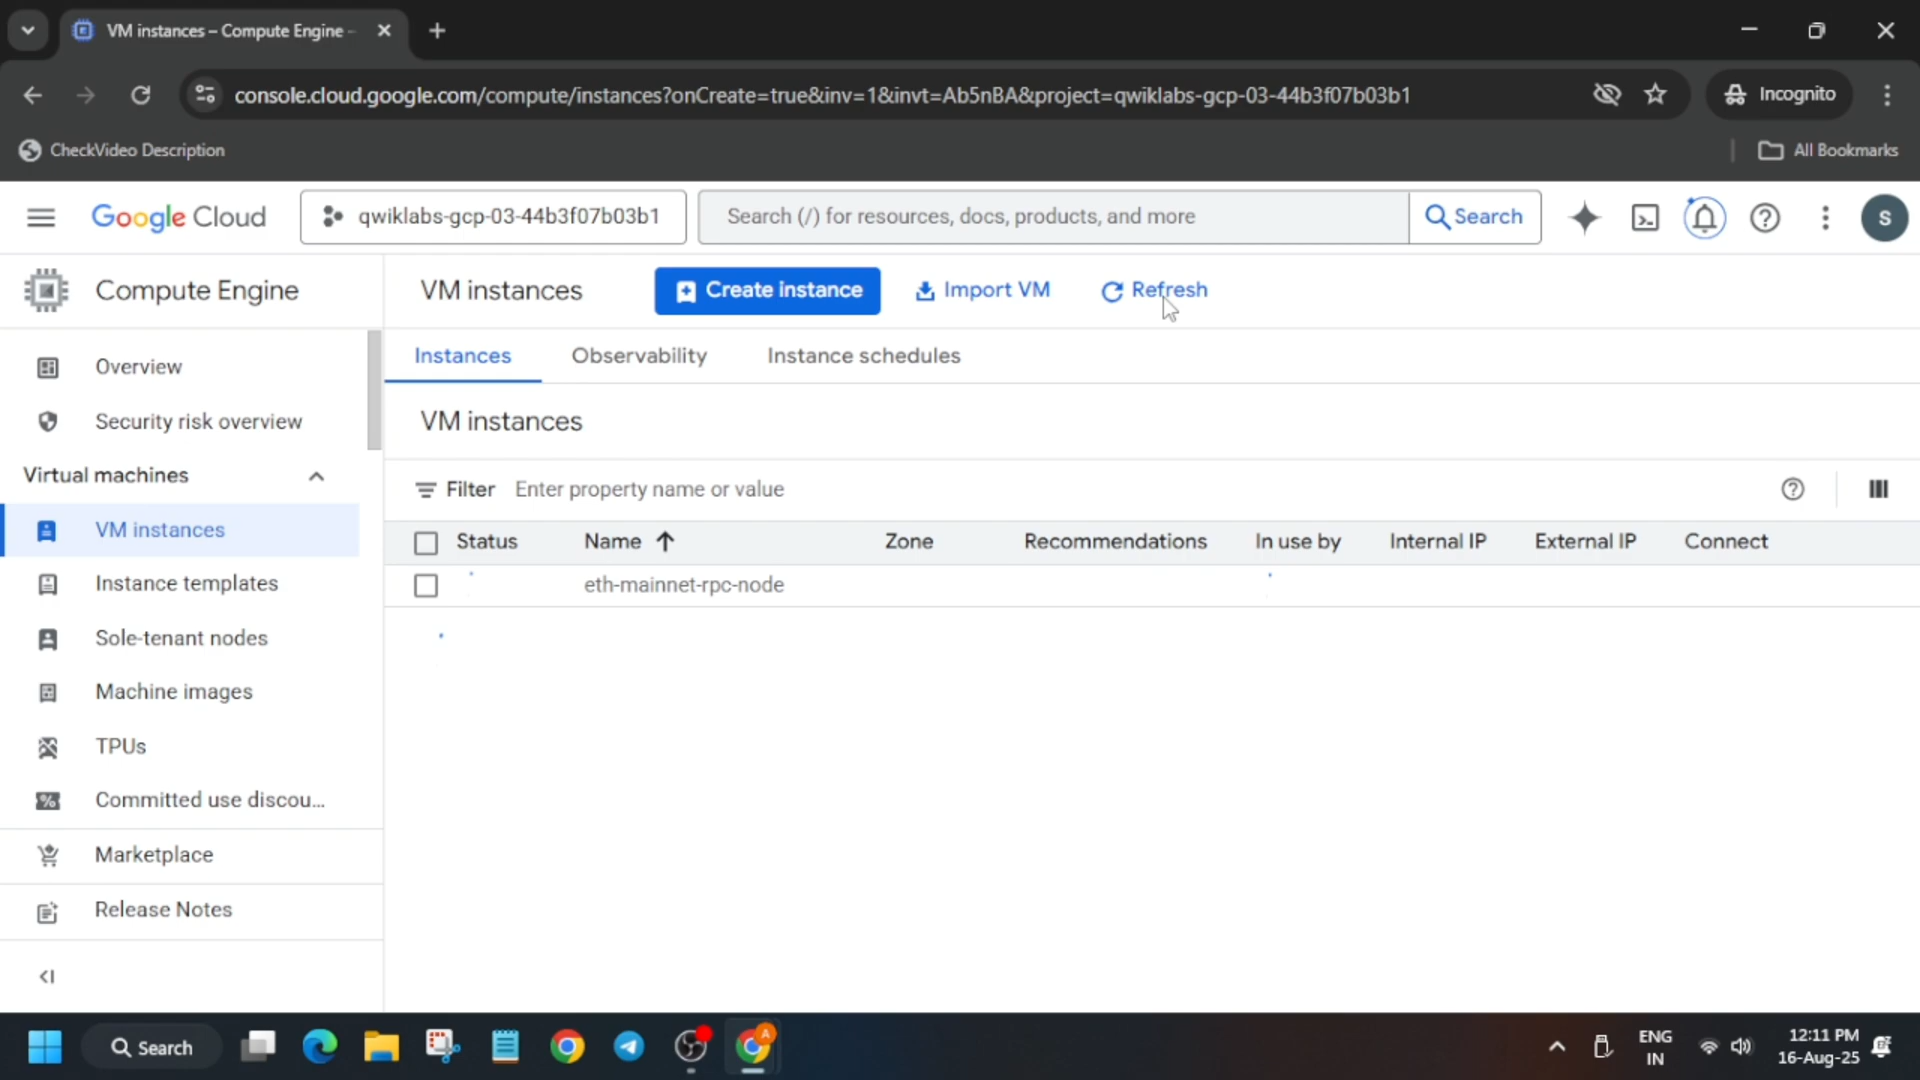 VM instances – Compute Engine -
console.cloud.google.com/compute/instances?onCreate=true&inv=1&invt=Ab5nBA&project=qwiklabs-gcp-03-44b3f07b03b1
Incognito
CheckVideo Description
All Bookmarks
Google Cloud
qwiklabs-gcp-03-44b3f07b03b1
Search (/) for resources, docs, products, and more
Search
S
Compute Engine
VM instances
Create instance
Import VM
Refresh
Overview
Security risk overview
Virtual machines
VM instances
Instance templates
Sole-tenant nodes
Machine images
TPUs
Committed use discou...
Marketplace
Release Notes
Instances
Observability
Instance schedules
VM instances
Filter
Enter property name or value
Status
Name
Zone
Recommendations
In use by
Internal IP
External IP
Connect
eth-mainnet-rpc-node
Search
A
ENG
IN
12:11 PM
16-Aug-25